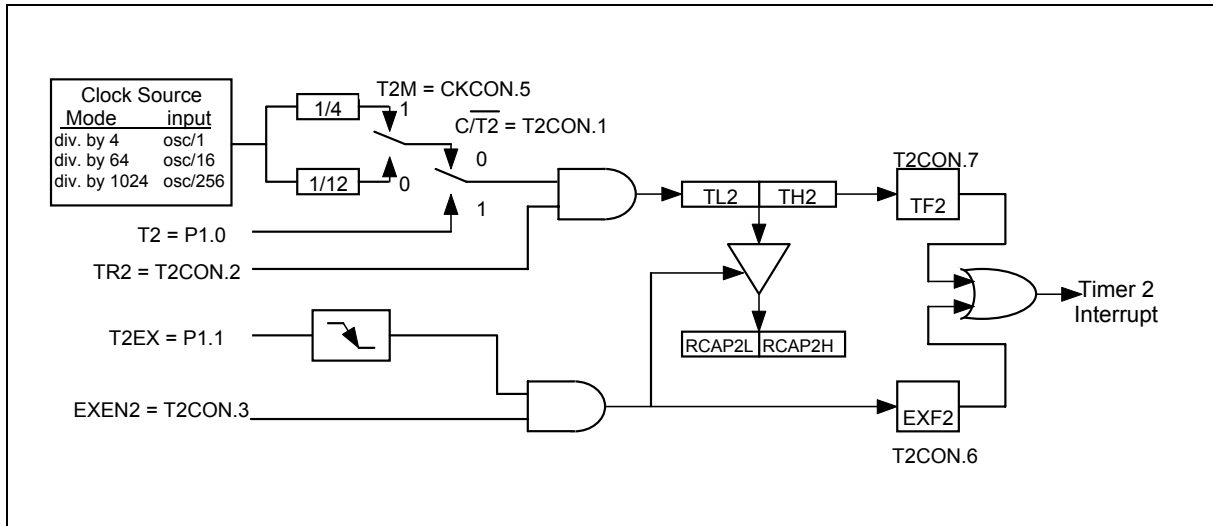 Clock Source
Mode input
div. by 4 osc/1
div. by 64 osc/16
div. by 1024 osc/256
1/4
1/12
T2M = CKCON.5
1
0
C/T2 = T2CON.1
0
1
T2 = P1.0
TR2 = T2CON.2
T2EX = P1.1
EXEN2 = T2CON.3
TL2 TH2
RCAP2L RCAP2H
T2CON.7
TF2
EXF2
T2CON.6
Timer 2
Interrupt